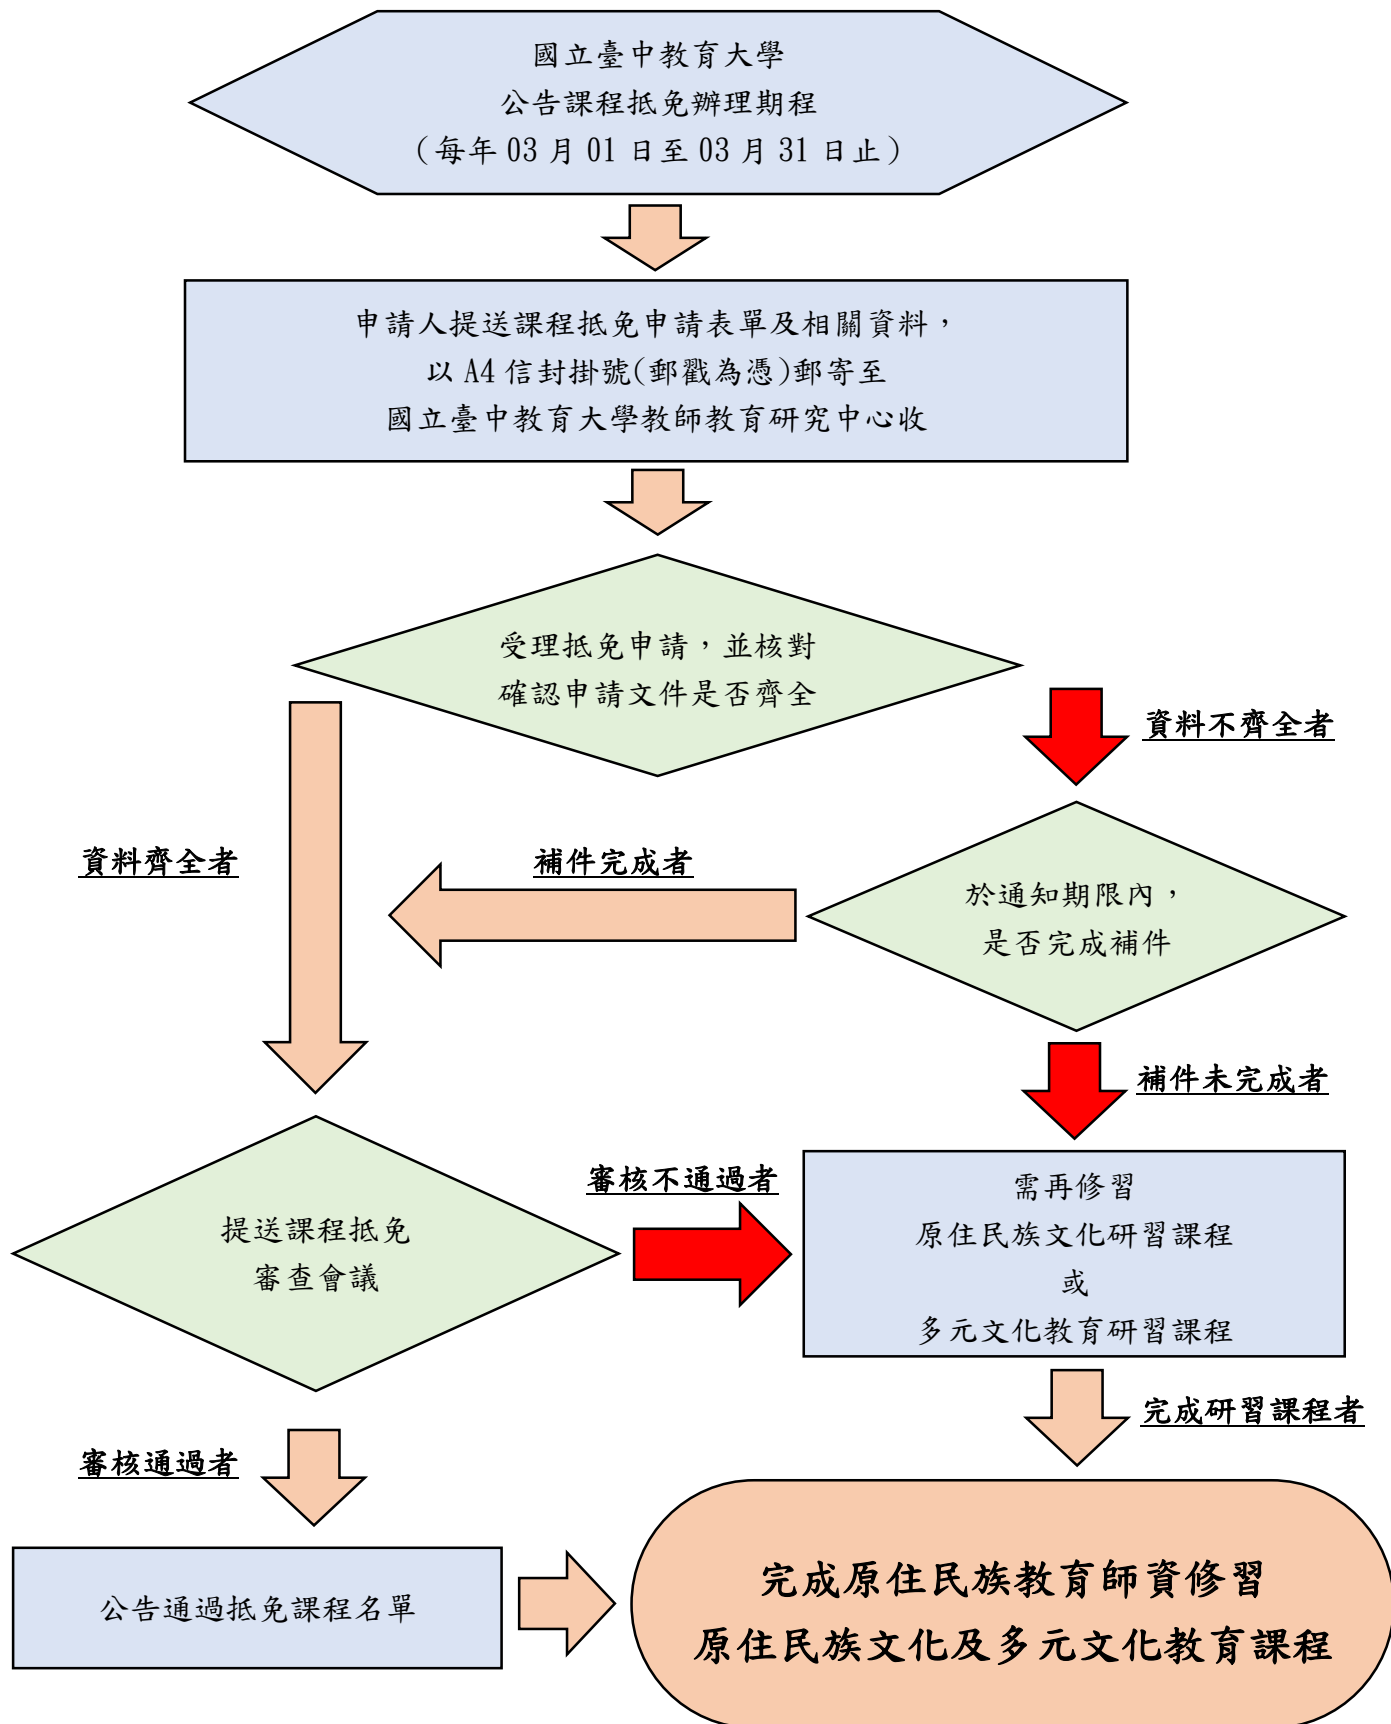 國立臺中教育大學
公告課程抵免辦理期程
（每年 03 月 01 日至 03 月 31 日止）
申請人提送課程抵免申請表單及相關資料，
以 A4 信封掛號(郵戳為憑)郵寄至
國立臺中教育大學教師教育研究中心收
受理抵免申請，並核對
確認申請文件是否齊全
資料不齊全者
資料齊全者
補件完成者
於通知期限內，
是否完成補件
補件未完成者
審核不通過者
提送課程抵免
審查會議
需再修習
原住民族文化研習課程
或
多元文化教育研習課程
完成研習課程者
審核通過者
公告通過抵免課程名單
完成原住民族教育師資修習
原住民族文化及多元文化教育課程